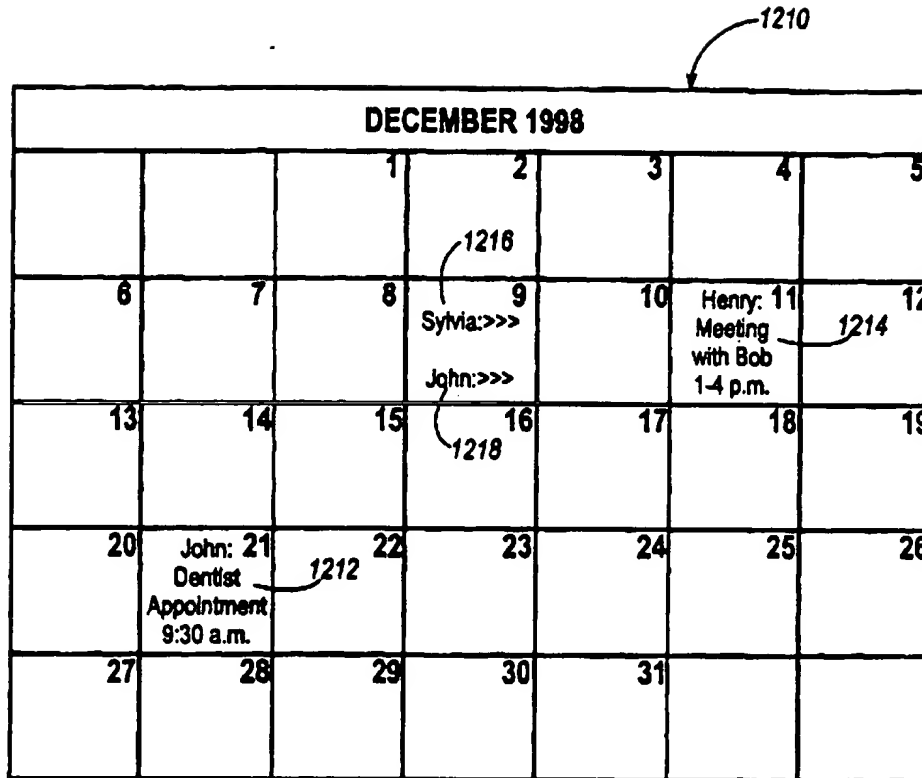 1210
DECEMBER 1998
1 2 3 4 5
1216
6 7 8 9 10 11 12
Sylvia:>>>
John:>>>
Henry:
Meeting
with Bob
1-4 p.m.
1214
13 14 15 16 17 18 19
1218
20 21 22 23 24 25 26
John:
Dentist
Appointment
9:30 a.m.
1212
27 28 29 30 31